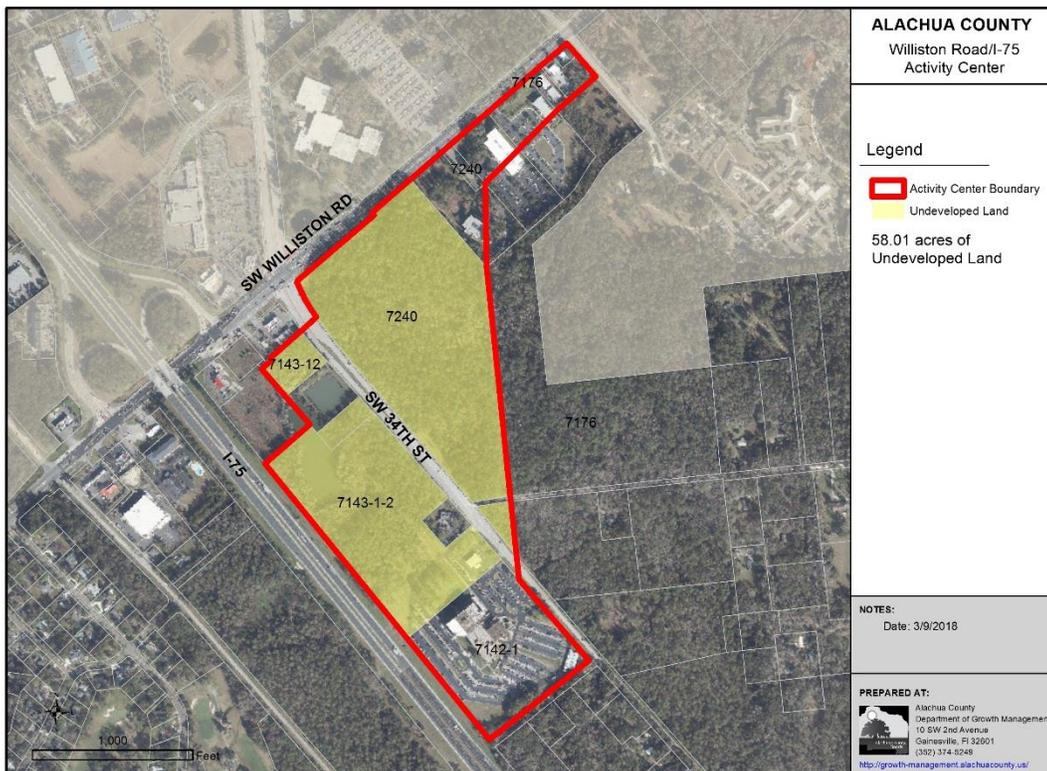 ALACHUA COUNTY
Williston Road/I-75
Activity Center
Legend
Activity Center Boundary
Undeveloped Land
58.01 acres of
Undeveloped Land
NOTES:
Date: 3/9/2018
PREPARED AT:
Alachua County
Department of Growth Management
10 SW 2nd Avenue
Gainesville, Fl 32601
(352) 374-5249
http://growth-management.alachuacounty.us/
7176
7240
SW WILLISTON RD
7240
7143-12
SW 34TH ST
7176
I-75
7143-1-2
7142-1
1,000
Feet